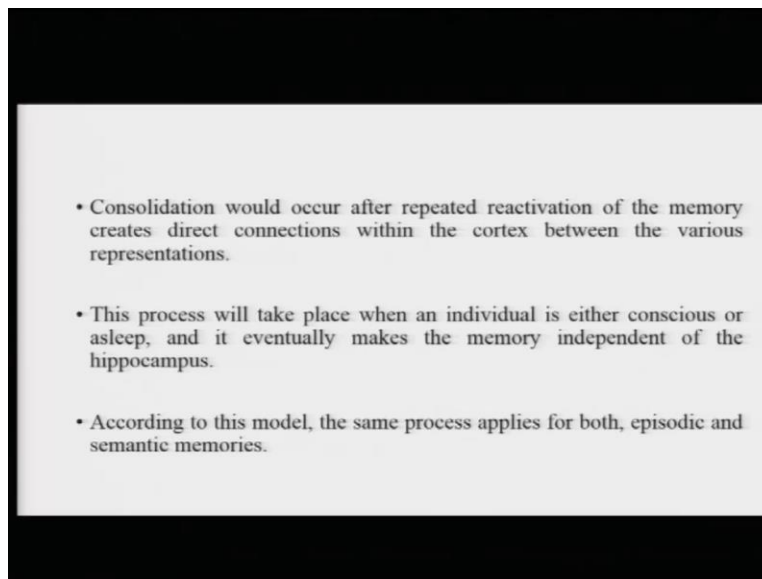 • Consolidation would occur after repeated reactivation of the memory
creates direct connections within the cortex between the various
representations.
• This process will take place when an individual is either conscious or
asleep, and it eventually makes the memory independent of the
hippocampus.
• According to this model, the same process applies for both, episodic and
semantic memories.